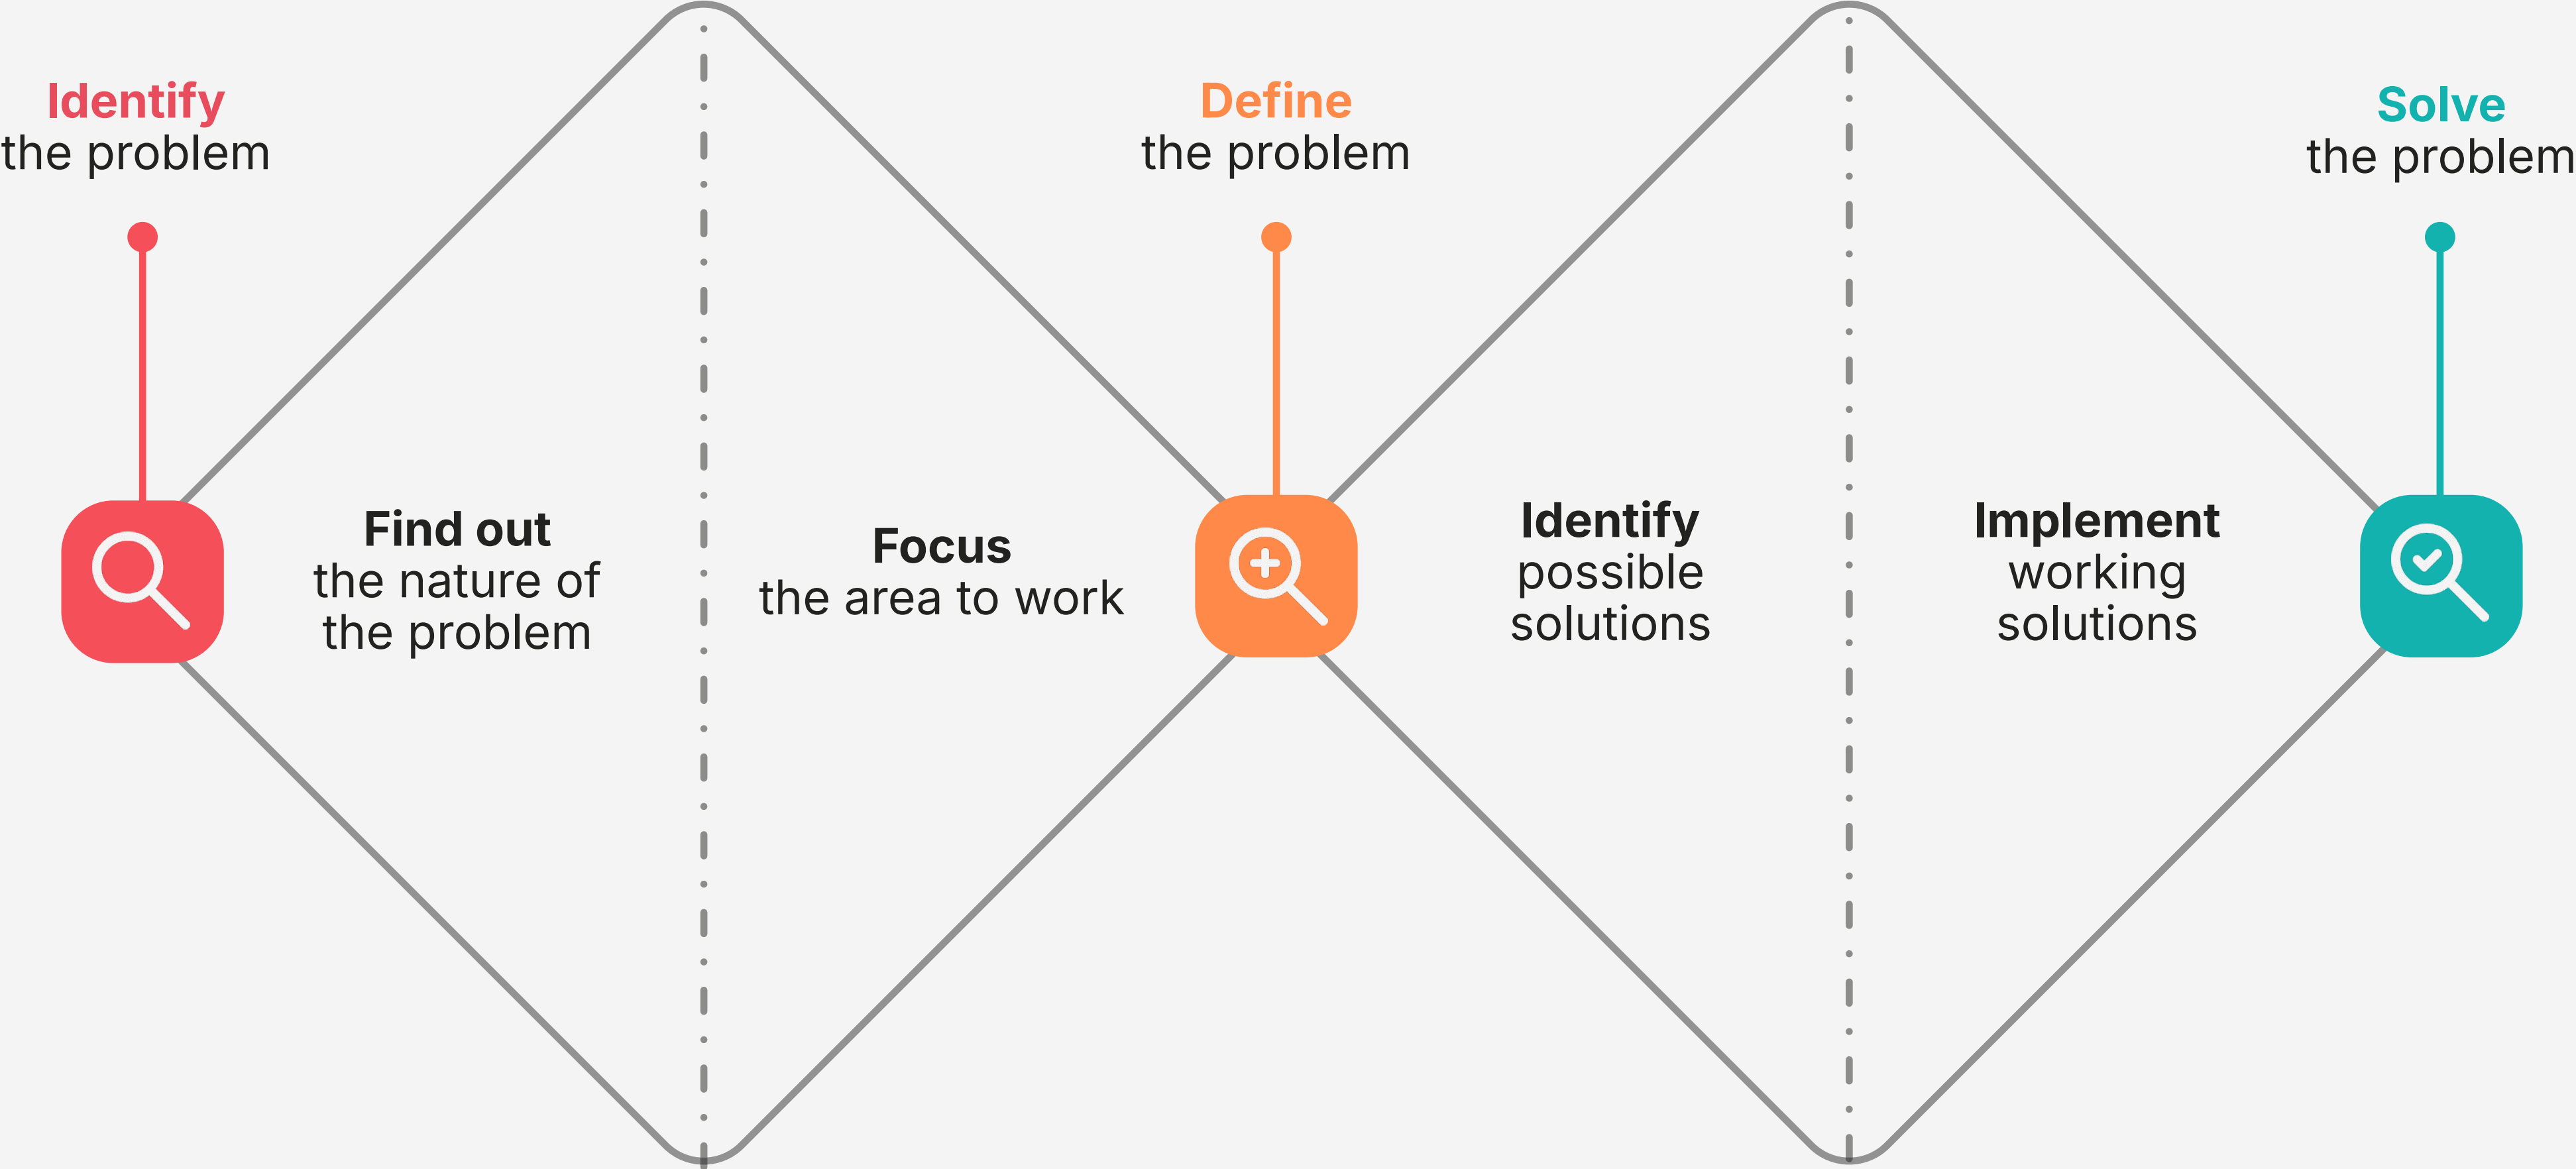 Identify
the problem
Define
the problem
Solve
the problem
Find out
the nature of
the problem
Focus
the area to work
Identify
possible
solutions
Implement
working
solutions